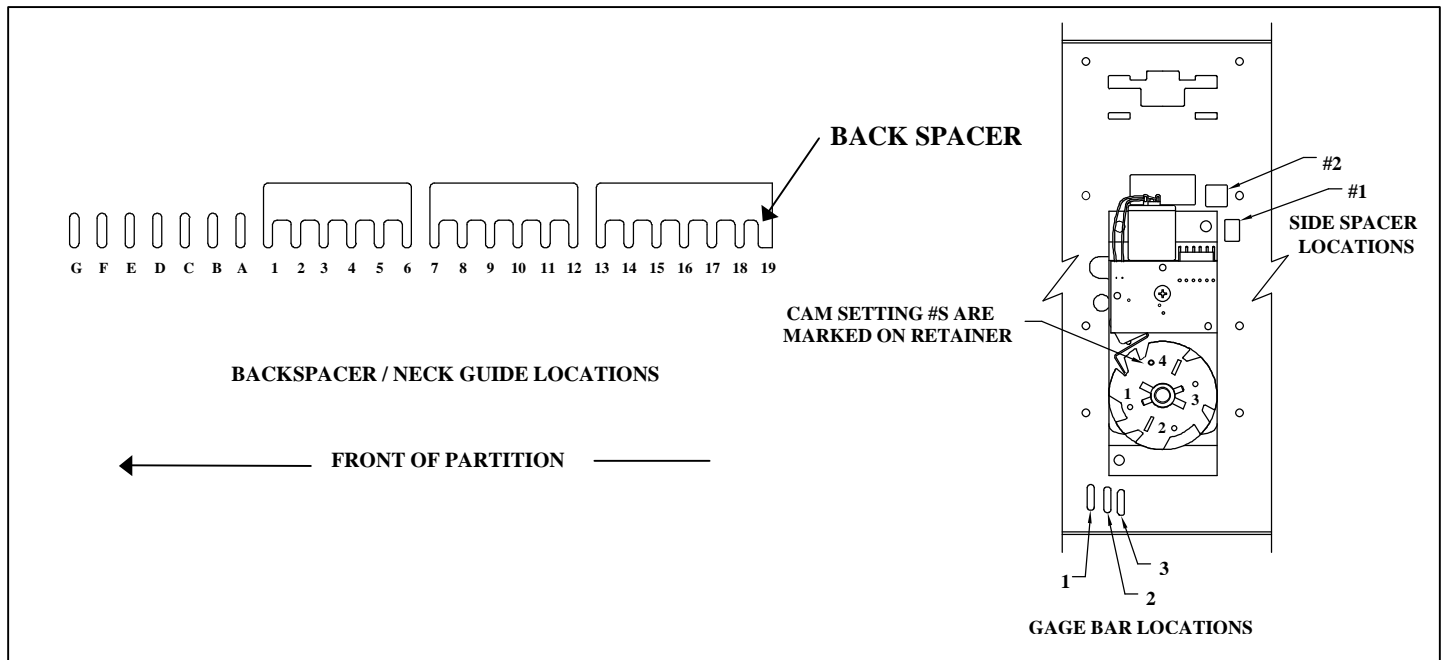 BACK SPACER
G F E D C B A 1 2 3 4 5 6 7 8 9 10 11 12 13 14 15 16 17 18 19
BACKSPACER / NECK GUIDE LOCATIONS
FRONT OF PARTITION
#2
#1
SIDE SPACER
LOCATIONS
CAM SETTING #S ARE
MARKED ON RETAINER
4
1
3
2
1
2
3
GAGE BAR LOCATIONS